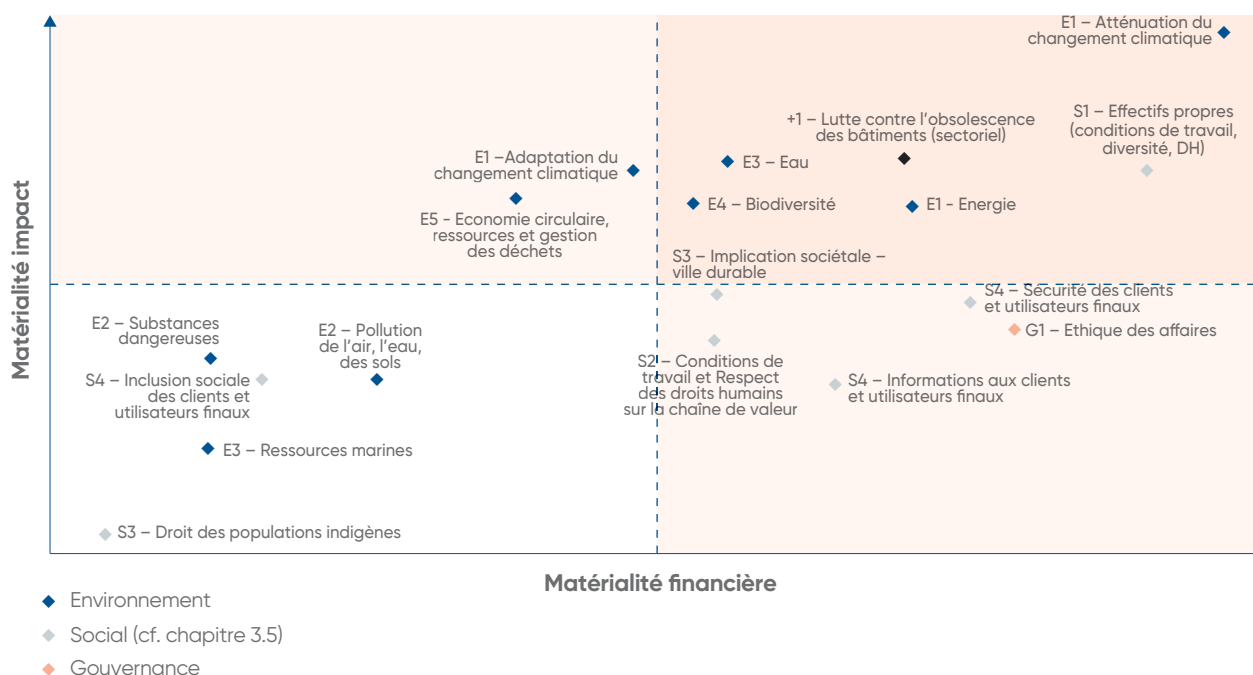 E1 – Atténuation du
changement climatique
S1 – Effectifs propres
(conditions de travail,
diversité, DH)
+1 – Lutte contre l'obsolescence
des bâtiments (sectoriel)
E1 –Adaptation du
changement climatique
E3 – Eau
E5 - Economie circulaire,
ressources et gestion
des déchets
E4 – Biodiversité
E1 - Energie
S3 – Implication sociétale –
ville durable
S4 – Sécurité des clients
et utilisateurs finaux
G1 – Ethique des affaires
E2 – Substances
dangereuses
E2 – Pollution
de l'air, l'eau,
des sols
S4 – Inclusion sociale
des clients et
utilisateurs finaux
S2 – Conditions de
travail et Respect
des droits humains
sur la chaîne de valeur
S4 – Informations aux clients
et utilisateurs finaux
E3 – Ressources marines
S3 – Droit des populations indigènes
Matérialité impact
Matérialité financière
Environnement
Social (cf. chapitre 3.5)
Gouvernance